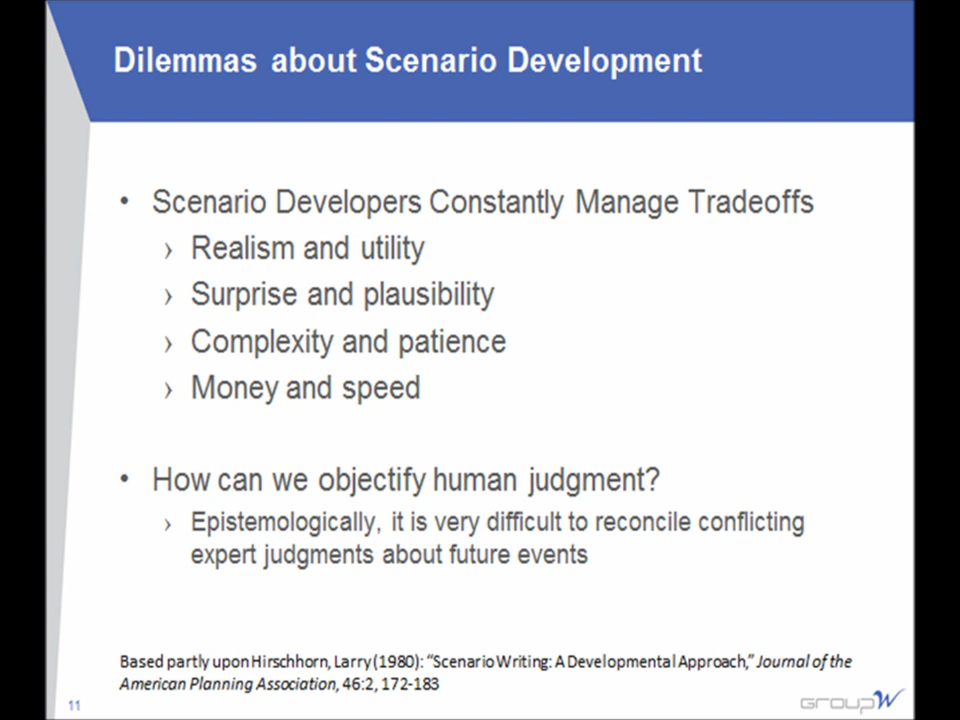 Dilemmas about Scenario Development
• Scenario Developers Constantly Manage Tradeoffs
› Realism and utility
› Surprise and plausibility
› Complexity and patience
› Money and speed
• How can we objectify human judgment?
› Epistemologically, it is very difficult to reconcile conflicting
expert judgments about future events
Based partly upon Hirschhorn, Larry (1980): “Scenario Writing: A Developmental Approach,” Journal of the
American Planning Association, 46:2, 172-183
11
GroupW